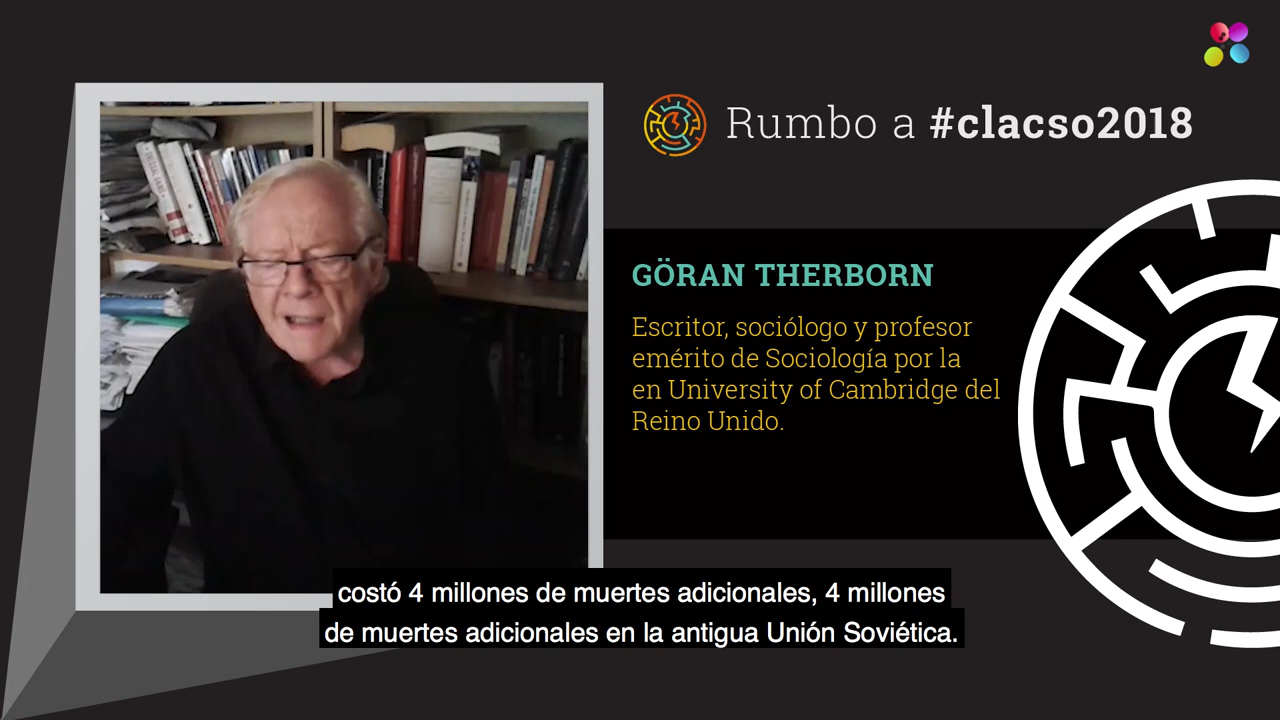 Rumbo a #clacso2018
GÖRAN THERBORN
Escritor, sociólogo y profesor
emérito de Sociología por la
en University of Cambridge del
Reino Unido.
costó 4 millones de muertes adicionales, 4 millones
de muertes adicionales en la antigua Unión Soviética.